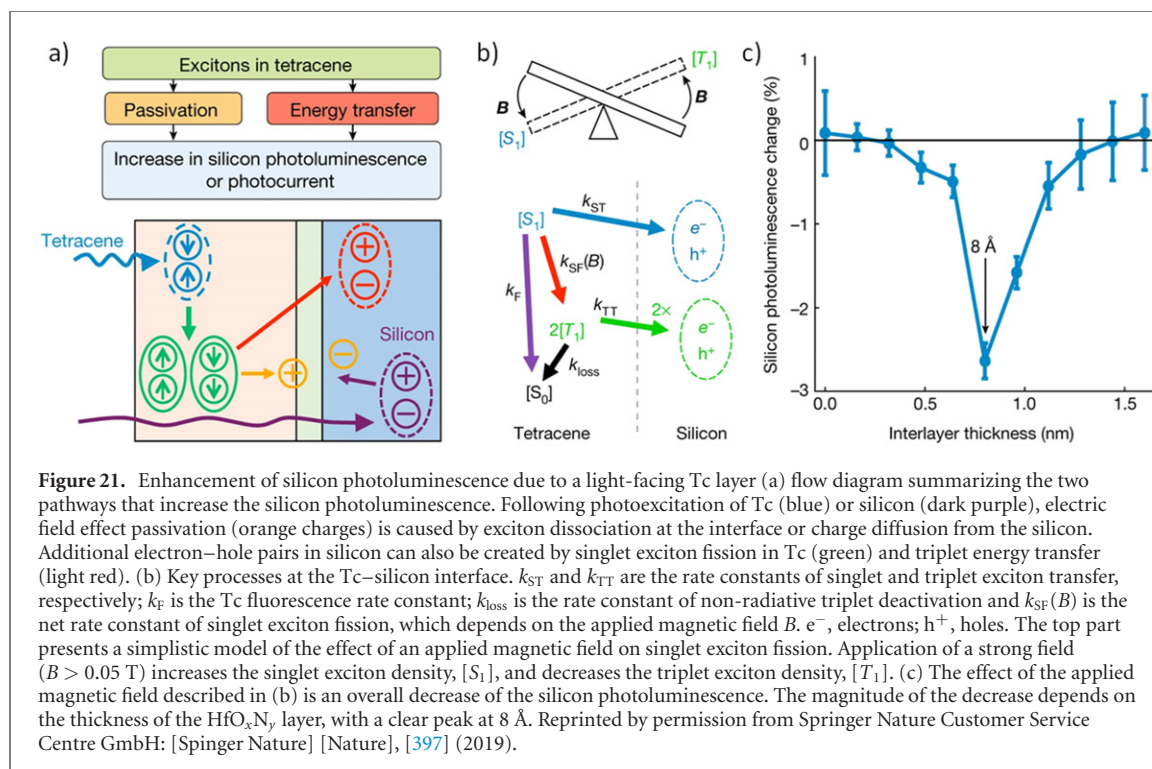 a)
Excitons in tetracene
Passivation
Energy transfer
Increase in silicon photoluminescence
or photocurrent
Tetracene
Silicon
b)
[T₁]
B
B
[S₁]
[S₁]
k_ST
e⁻
h⁺
k_SF(B)
k_F
k_TT
2×
2[T₁]
e⁻
h⁺
k_loss
[S₀]
Tetracene
Silicon
c)
Silicon photoluminescence change (%)
1
0
−1
−2
−3
8 Å
0.0 0.5 1.0 1.5
Interlayer thickness (nm)
Figure 21. Enhancement of silicon photoluminescence due to a light-facing Tc layer (a) flow diagram summarizing the two
pathways that increase the silicon photoluminescence. Following photoexcitation of Tc (blue) or silicon (dark purple), electric
field effect passivation (orange charges) is caused by exciton dissociation at the interface or charge diffusion from the silicon.
Additional electron–hole pairs in silicon can also be created by singlet exciton fission in Tc (green) and triplet energy transfer
(light red). (b) Key processes at the Tc–silicon interface. k_ST and k_TT are the rate constants of singlet and triplet exciton transfer,
respectively; k_F is the Tc fluorescence rate constant; k_loss is the rate constant of non-radiative triplet deactivation and k_SF(B) is the
net rate constant of singlet exciton fission, which depends on the applied magnetic field B. e⁻, electrons; h⁺, holes. The top part
presents a simplistic model of the effect of an applied magnetic field on singlet exciton fission. Application of a strong field
(B > 0.05 T) increases the singlet exciton density, [S₁], and decreases the triplet exciton density, [T₁]. (c) The effect of the applied
magnetic field described in (b) is an overall decrease of the silicon photoluminescence. The magnitude of the decrease depends on
the thickness of the HfOₓN_y layer, with a clear peak at 8 Å. Reprinted by permission from Springer Nature Customer Service
Centre GmbH: [Spinger Nature] [Nature], [397] (2019).